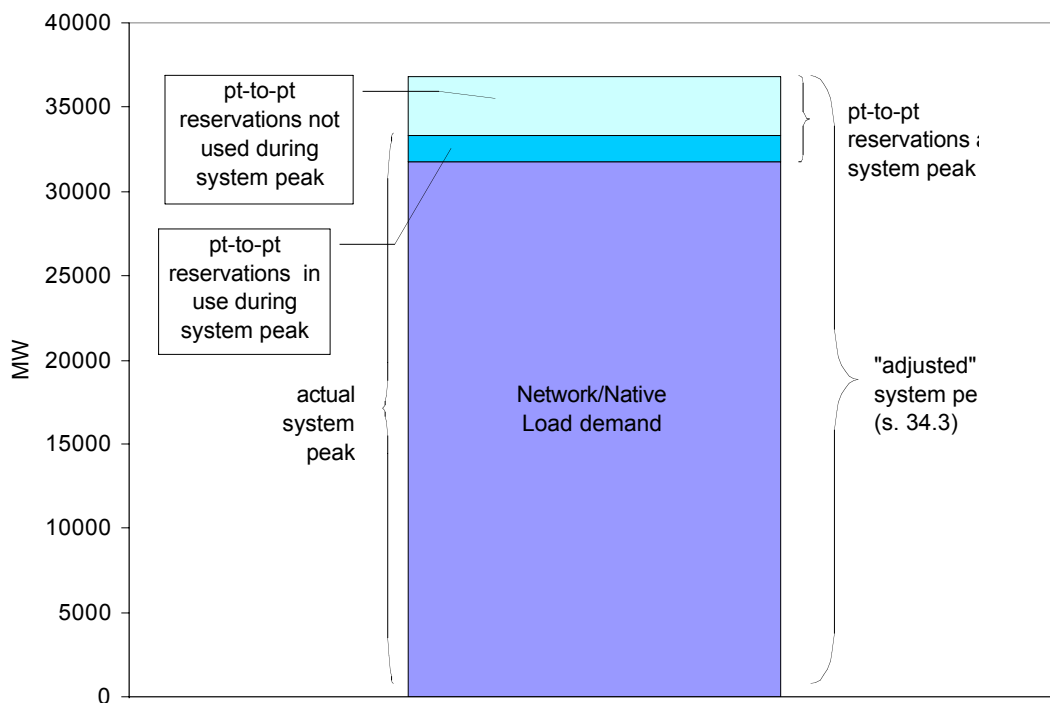 40000
35000
30000
25000
20000
15000
10000
5000
0
MW
pt-to-pt
reservations not
used during
system peak
pt-to-pt
reservations in
use during
system peak
actual
system
peak
Network/Native
Load demand
pt-to-pt
reservations
system peak
"adjusted"
system
(s. 34.3)